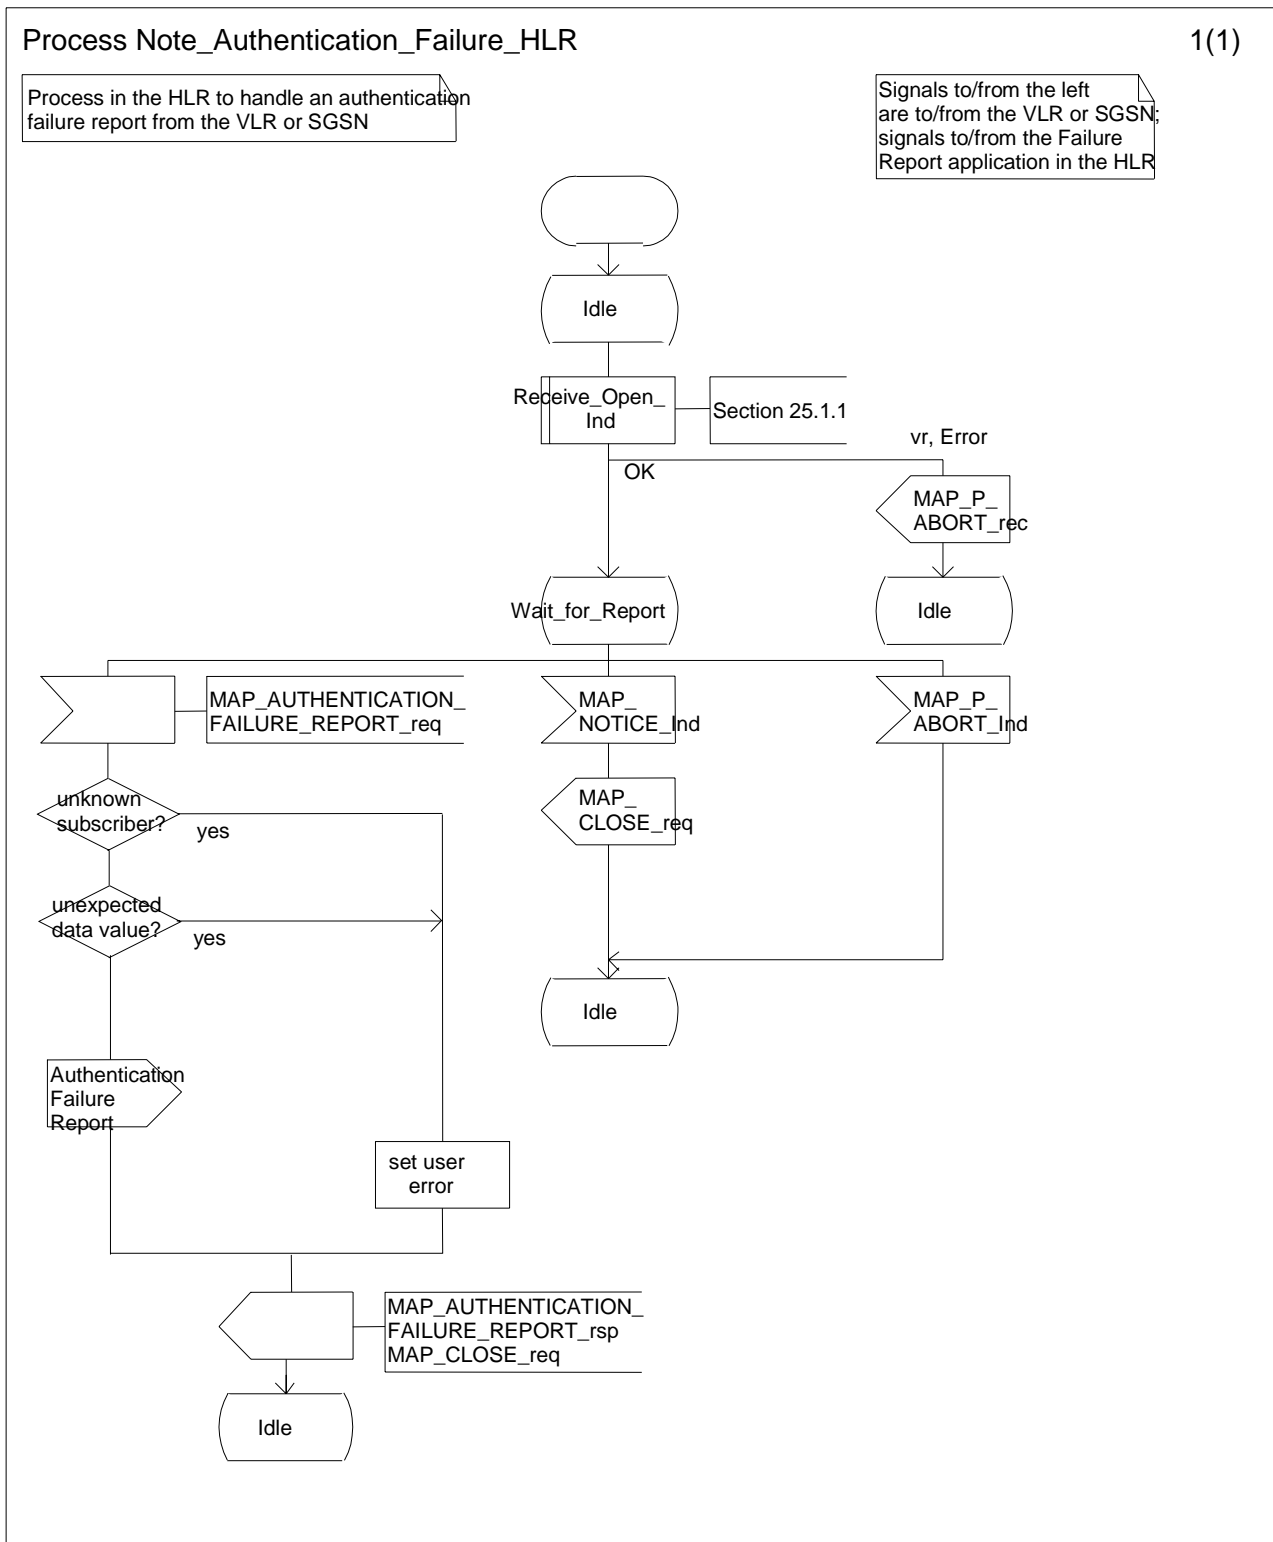 Process Note_Authentication_Failure_HLR
1(1)
Process in the HLR to handle an authentication
failure report from the VLR or SGSN
Signals to/from the left
are to/from the VLR or SGSN;
signals to/from the Failure
Report application in the HLR
Idle
Receive_Open_
Ind
Section 25.1.1
vr, Error
OK
MAP_P_
ABORT_rec
Wait_for_Report
Idle
MAP_AUTHENTICATION_
FAILURE_REPORT_req
MAP_
NOTICE_Ind
MAP_P_
ABORT_Ind
unknown
subscriber?
yes
MAP_
CLOSE_req
unexpected
data value?
yes
Idle
Authentication
Failure
Report
set user
error
MAP_AUTHENTICATION_
FAILURE_REPORT_rsp
MAP_CLOSE_req
Idle